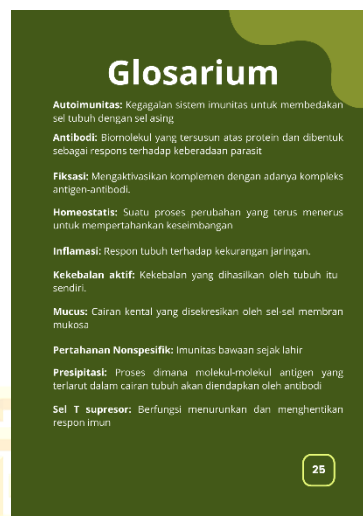 Glosarium
Autoimunitas: Kegagalan sistem imunitas untuk membedakan
sel tubuh dengan sel asing
Antibodi: Biomolekul yang tersusun atas protein dan dibentuk
sebagai respons terhadap keberadaan parasit
Fiksasi: Mengaktivasikan komplemen dengan adanya kompleks
antigen-antibodi.
Homeostatis: Suatu proses perubahan yang terus menerus
untuk mempertahankan keseimbangan
Inflamasi: Respon tubuh terhadap kekurangan jaringan.
Kekebalan aktif: Kekebalan yang dihasilkan oleh tubuh itu
sendiri.
Mucus: Cairan kental yang disekresikan oleh sel-sel membran
mukosa
Pertahanan Nonspesifik: Imunitas bawaan sejak lahir
Presipitasi: Proses dimana molekul-molekul antigen yang
terlarut dalam cairan tubuh akan diendapkan oleh antibodi
Sel T supresor: Berfungsi menurunkan dan menghentikan
respon imun
25